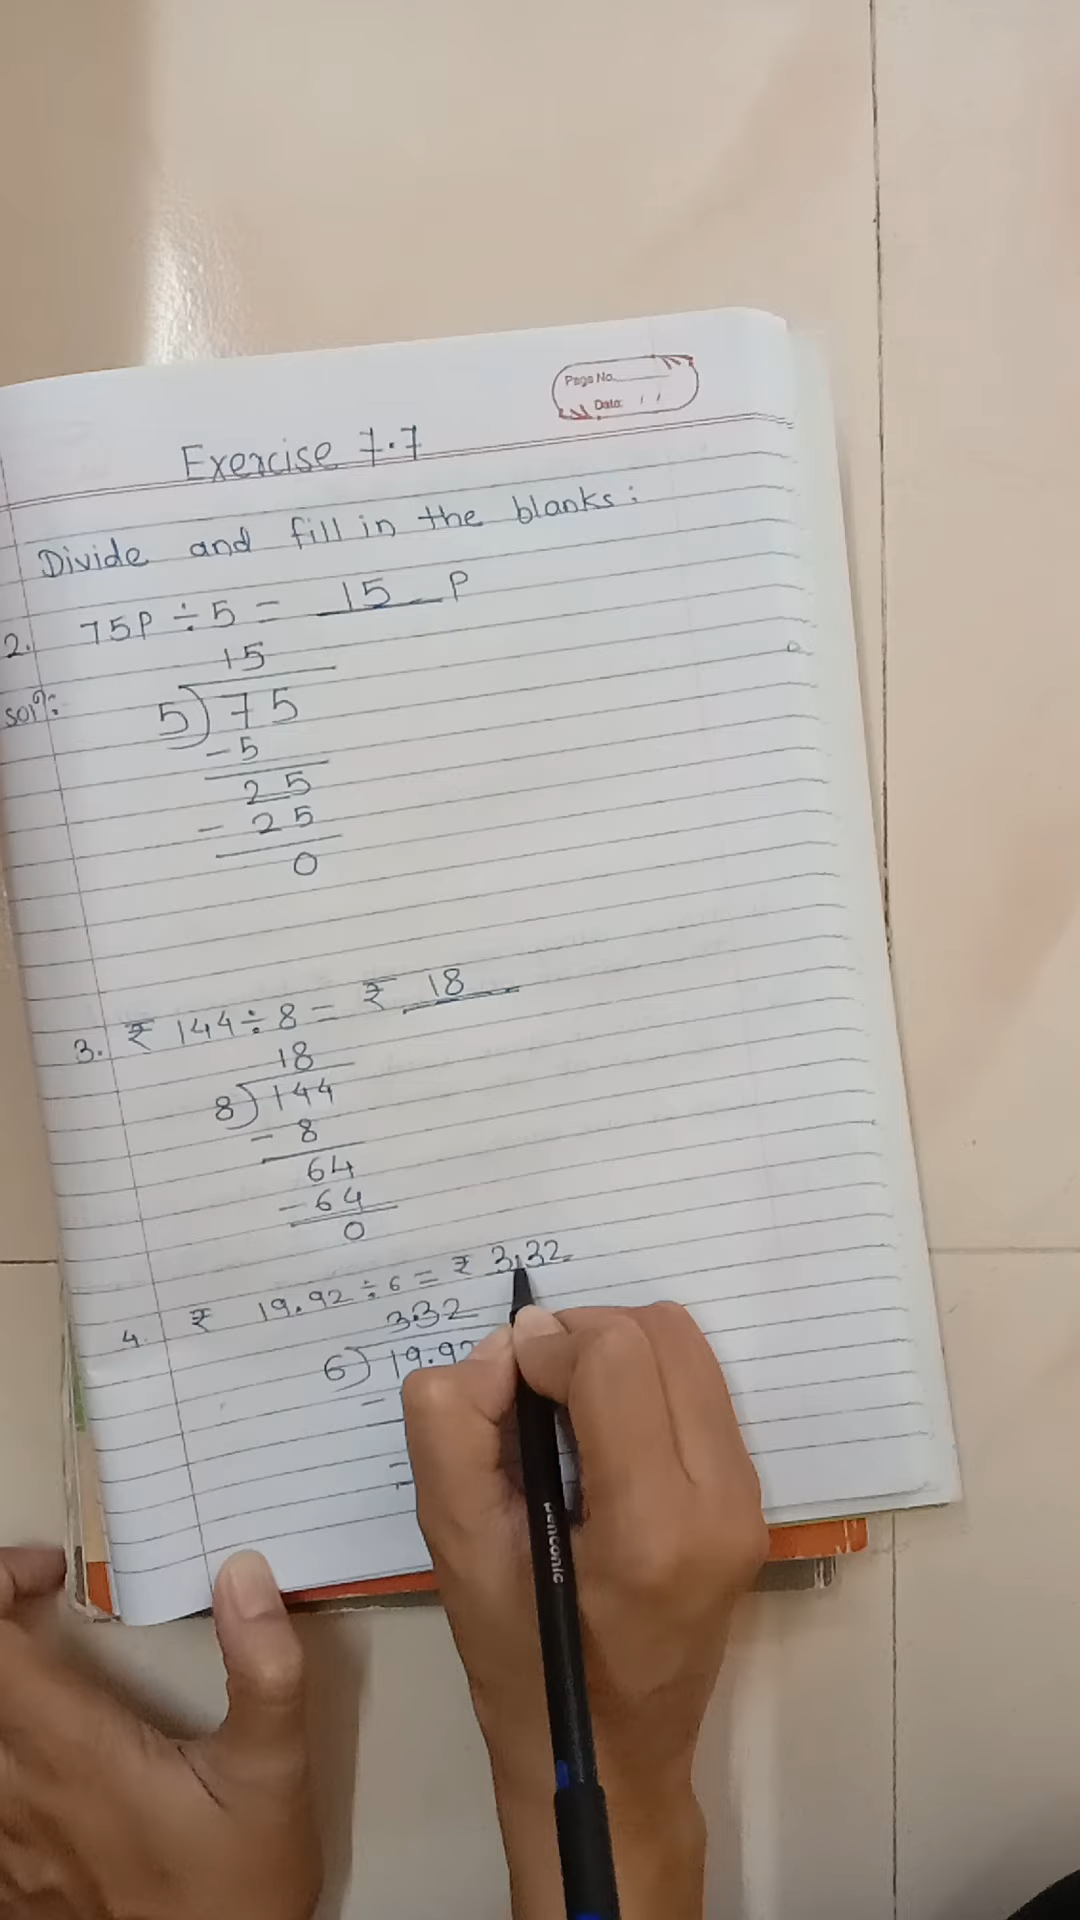 Page No.
Date: / /
Exercise 7.7
Divide and fill in the blanks:
2. 75P ÷ 5 = 15 P
15
Solⁿ: 5) 75
- 5
25
- 25
0
3. ₹ 144 ÷ 8 = ₹ 18
18
8) 144
- 8
64
- 64
0
4. ₹ 19.92 ÷ 6 = ₹ 3.32
3.32
6) 19.92
-